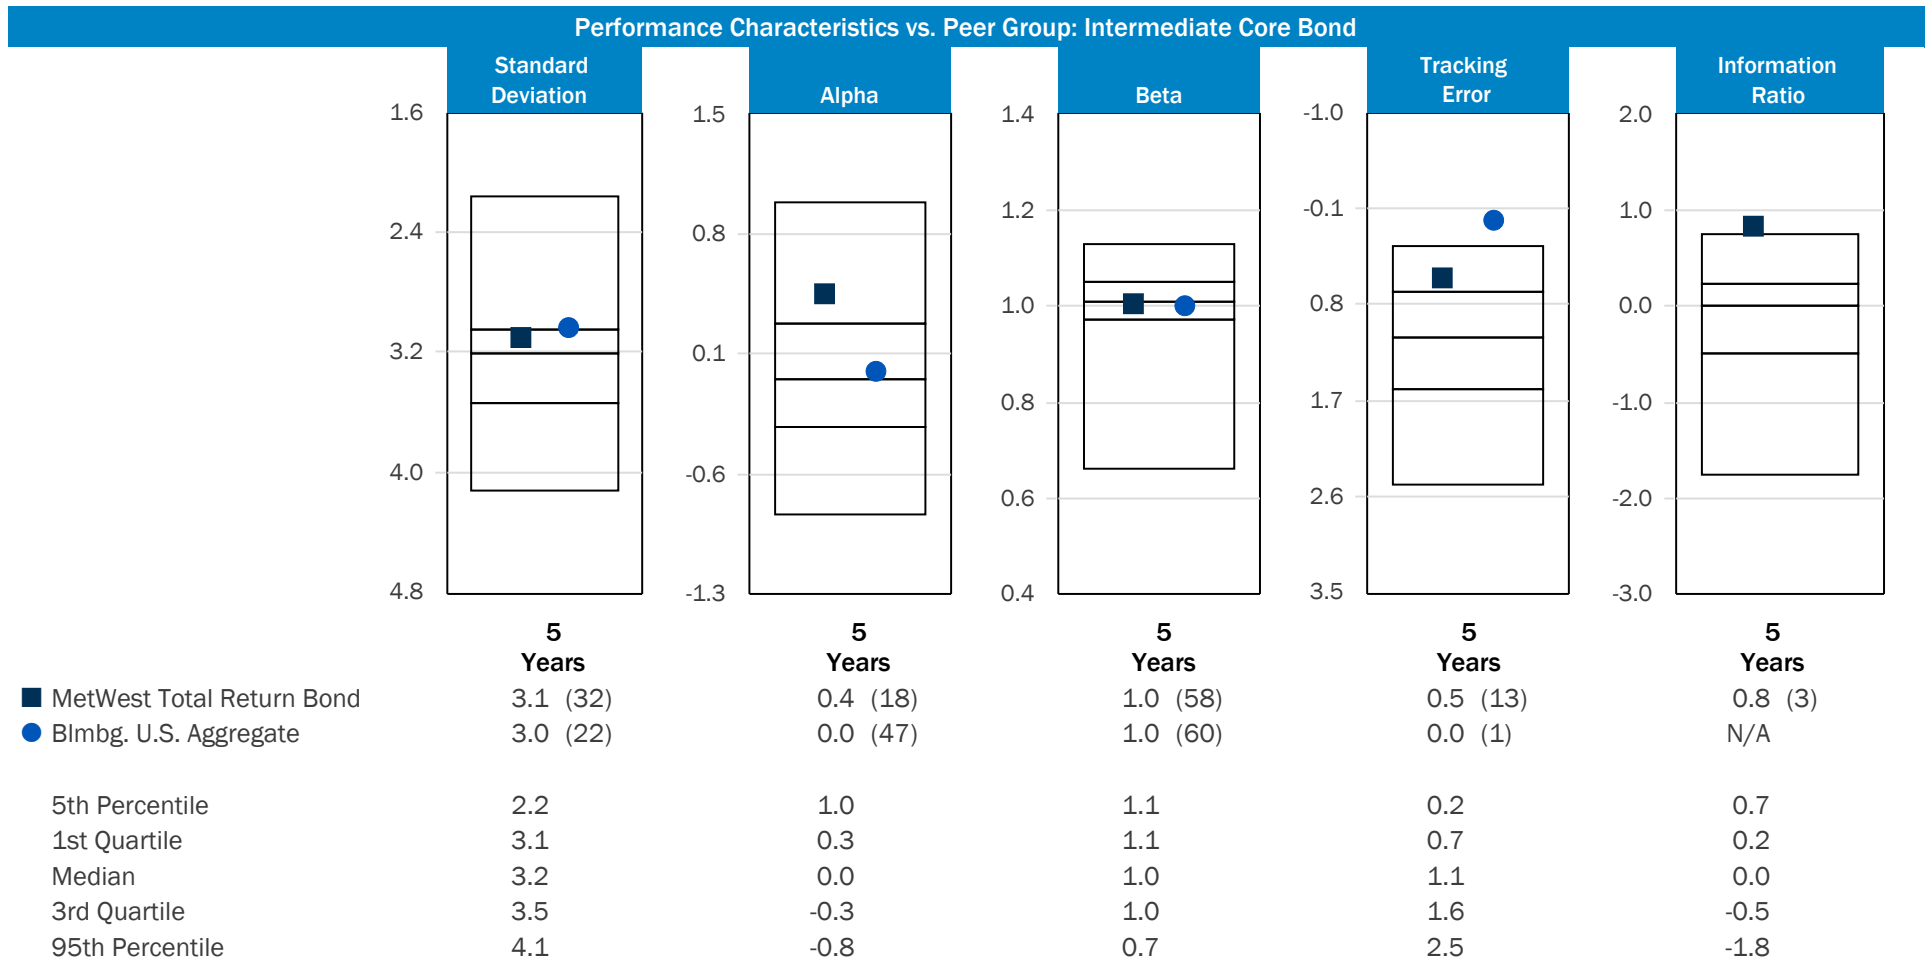 Performance Characteristics vs. Peer Group: Intermediate Core Bond
Standard Deviation
Alpha
Beta
Tracking Error
Information Ratio
1.6
2.4
3.2
4.0
4.8
1.5
0.8
0.1
-0.6
-1.3
1.4
1.2
1.0
0.8
0.6
0.4
-1.0
-0.1
0.8
1.7
2.6
3.5
2.0
1.0
0.0
-1.0
-2.0
-3.0
5 Years 5 Years 5 Years 5 Years 5 Years
MetWest Total Return Bond 3.1 (32) 0.4 (18) 1.0 (58) 0.5 (13) 0.8 (3)
Blmbg. U.S. Aggregate 3.0 (22) 0.0 (47) 1.0 (60) 0.0 (1) N/A
5th Percentile 2.2 1.0 1.1 0.2 0.7
1st Quartile 3.1 0.3 1.1 0.7 0.2
Median 3.2 0.0 1.0 1.1 0.0
3rd Quartile 3.5 -0.3 1.0 1.6 -0.5
95th Percentile 4.1 -0.8 0.7 2.5 -1.8